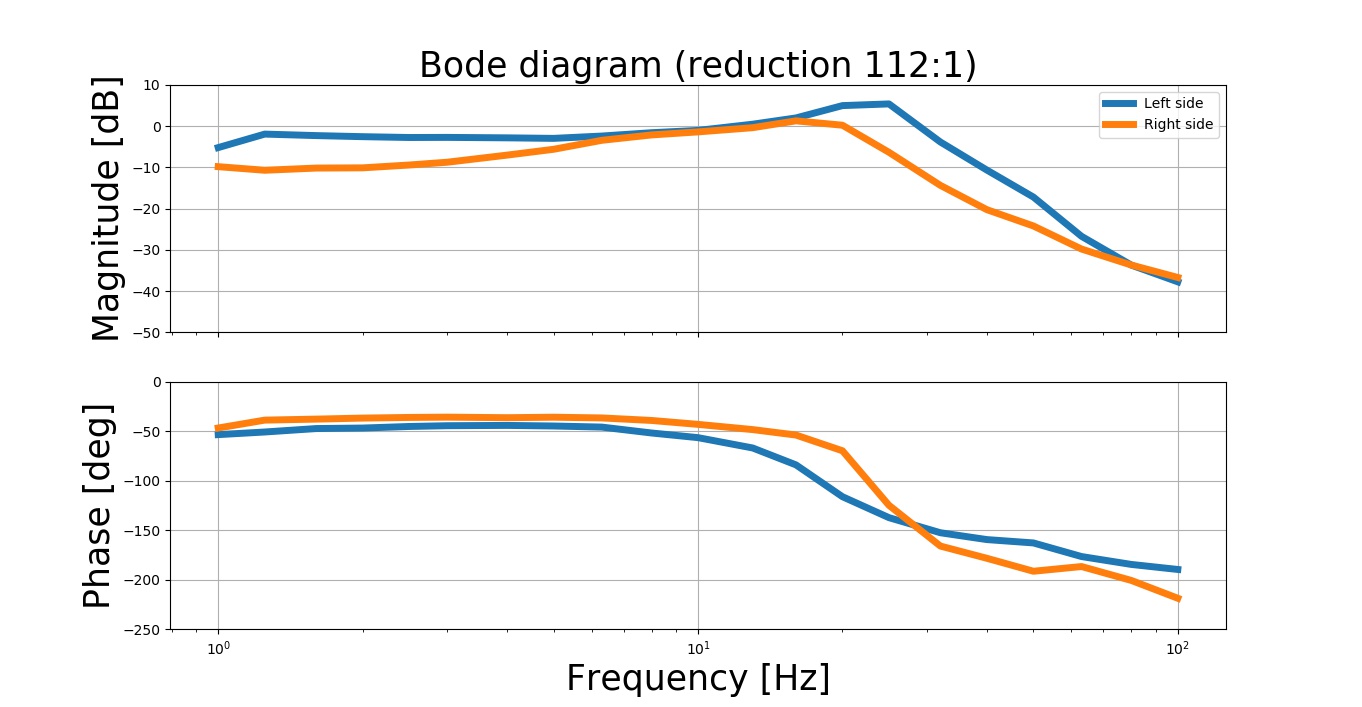 Bode diagram (reduction 112:1)
Magnitude [dB]
10
0
−10
−20
−30
−40
−50
Left side
Right side
Phase [deg]
0
−50
−100
−150
−200
−250
10⁰ 10¹ 10²
Frequency [Hz]